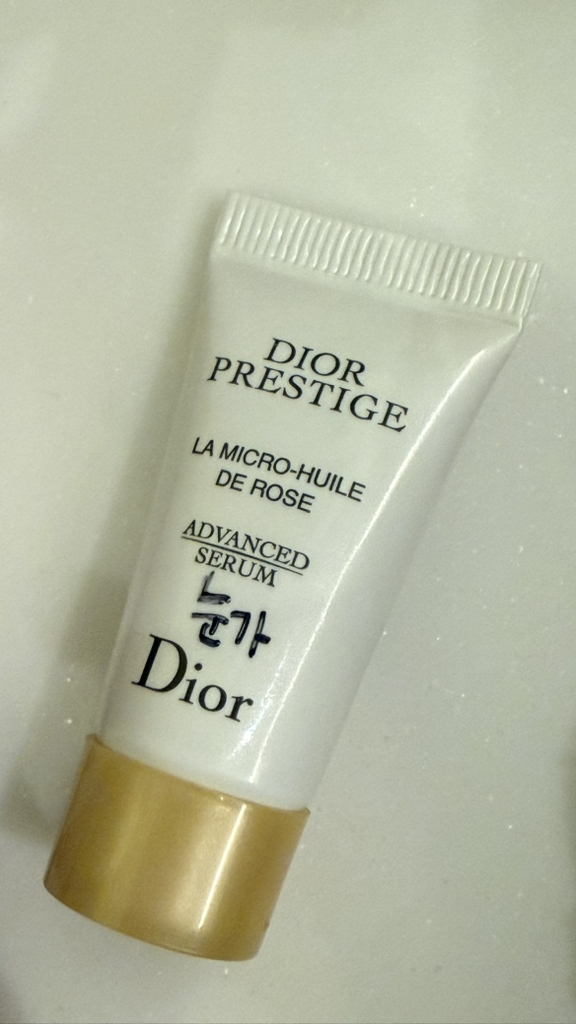 DIOR
PRESTIGE
LA MICRO-HUILE
DE ROSE
ADVANCED
SERUM
눈가
Dior